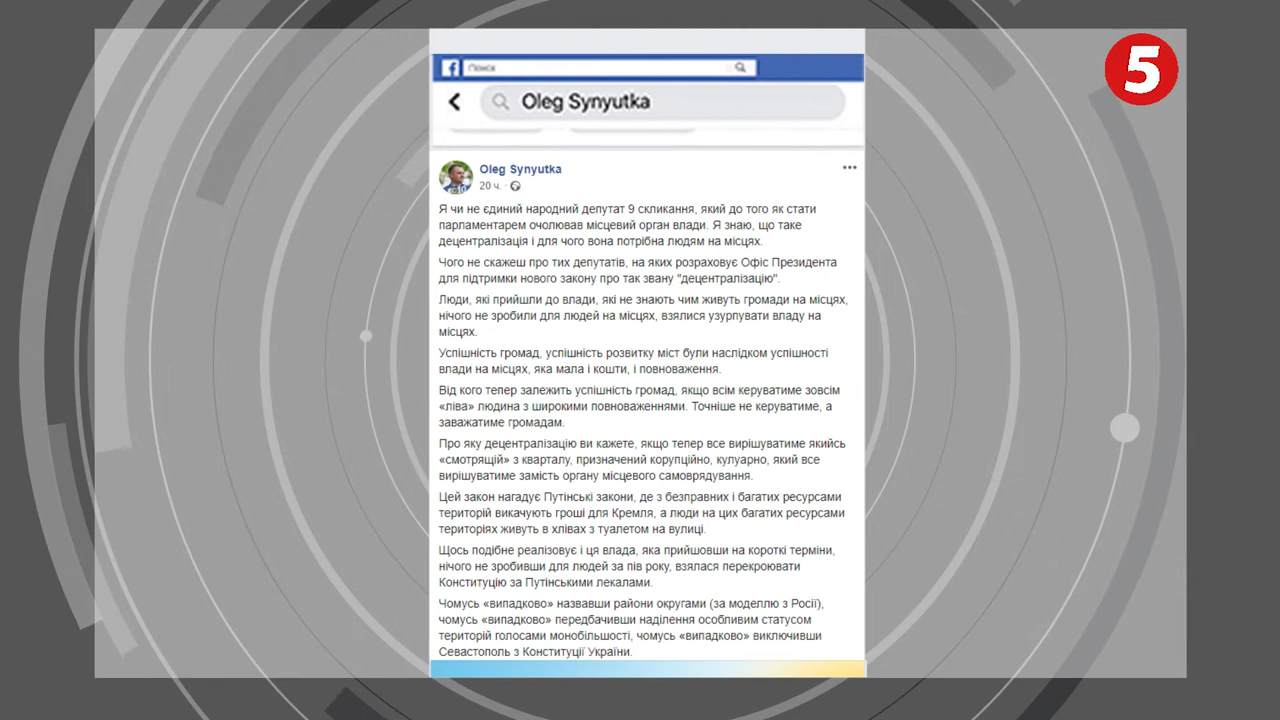 5
f Поиск
Oleg Synyutka
Oleg Synyutka
20 ч. ·
Я чи не єдиний народний депутат 9 скликання, який до того як стати
парламентарем очолював місцевий орган влади. Я знаю, що таке
децентралізація і для чого вона потрібна людям на місцях.
Чого не скажеш про тих депутатів, на яких розраховує Офіс Президента
для підтримки нового закону про так звану "децентралізацію".
Люди, які прийшли до влади, які не знають чим живуть громади на місцях,
нічого не зробили для людей на місцях, взялися узурпувати владу на
місцях.
Успішність громад, успішність розвитку міст були наслідком успішності
влади на місцях, яка мала і кошти, і повноваження.
Від кого тепер залежить успішність громад, якщо всім керуватиме зовсім
«ліва» людина з широкими повноваженнями. Точніше не керуватиме, а
заважатиме громадам.
Про яку децентралізацію ви кажете, якщо тепер все вирішуватиме якийсь
«смотрящій» з кварталу, призначений корупційно, кулуарно, який все
вирішуватиме замість органу місцевого самоврядування.
Цей закон нагадує Путінські закони, де з безправних і багатих ресурсами
територій викачують гроші для Кремля, а люди на цих багатих ресурсами
територіях живуть в хлівах з туалетом на вулиці.
Щось подібне реалізовує і ця влада, яка прийшовши на короткі терміни,
нічого не зробивши для людей за пів року, взялася перекроювати
Конституцію за Путінськими лекалами.
Чомусь «випадково» назвавши райони округами (за моделлю з Росії),
чомусь «випадково» передбачивши наділення особливим статусом
територій голосами монобільшості, чомусь «випадково» виключивши
Севастополь з Конституції України.